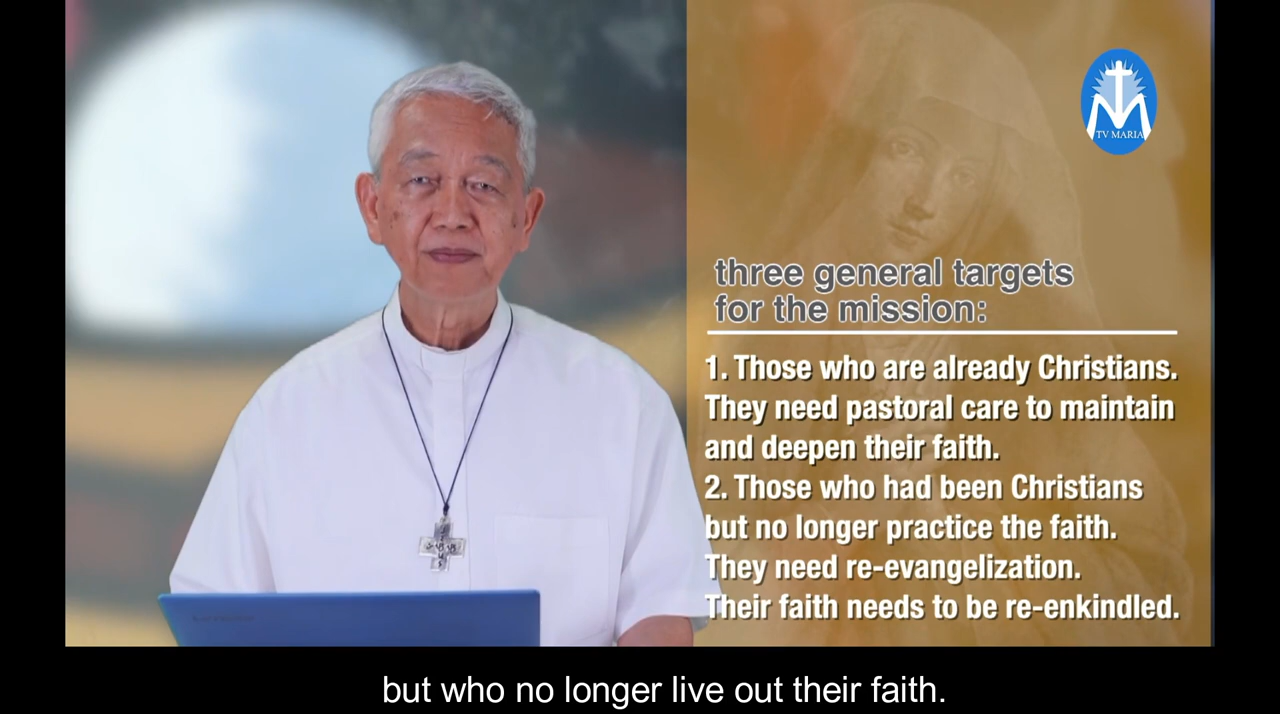 TV MARIA
three general targets
for the mission:
1. Those who are already Christians.
They need pastoral care to maintain
and deepen their faith.
2. Those who had been Christians
but no longer practice the faith.
They need re-evangelization.
Their faith needs to be re-enkindled.
but who no longer live out their faith.